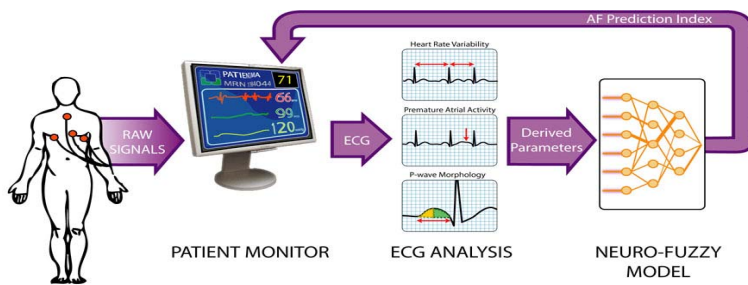 AF Prediction Index
Heart Rate Variability
71
66
99
120
RAW
SIGNALS
ECG
Premature Atrial Activity
Derived
Parameters
P-wave Morphology
PATIENT MONITOR
ECG ANALYSIS
NEURO-FUZZY
MODEL